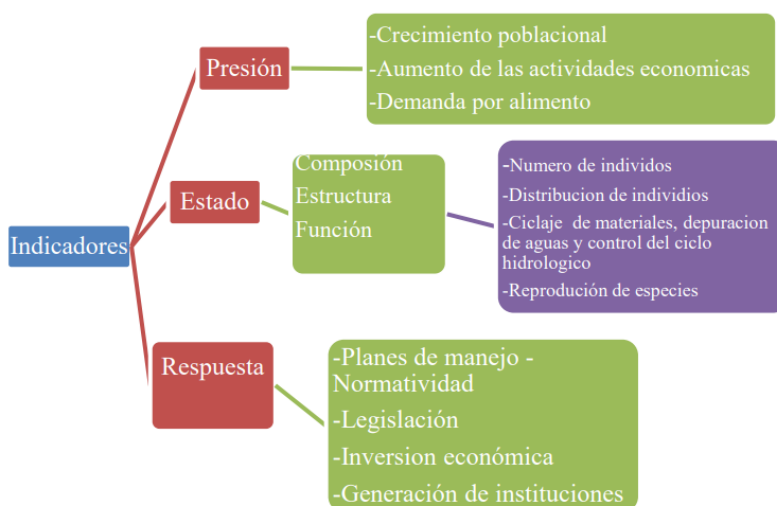 Indicadores
Presión
-Crecimiento poblacional
-Aumento de las actividades economicas
-Demanda por alimento
Estado
Composión
Estructura
Función
-Numero de individos
-Distribucion de individios
-Ciclaje de materiales, depuracion
de aguas y control del ciclo
hidrologico
-Reprodución de especies
Respuesta
-Planes de manejo -
Normatividad
-Legislación
-Inversion económica
-Generación de instituciones